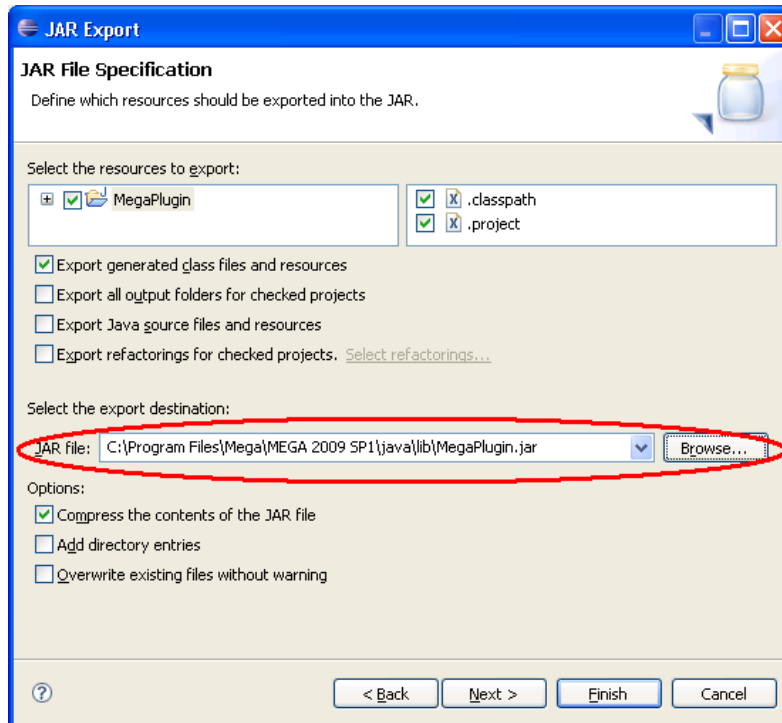 JAR Export
JAR File Specification
Define which resources should be exported into the JAR.
Select the resources to export:
MegaPlugin
.classpath
.project
Export generated class files and resources
Export all output folders for checked projects
Export Java source files and resources
Export refactorings for checked projects. Select refactorings...
Select the export destination:
JAR file: C:\Program Files\Mega\MEGA 2009 SP1\java\lib\MegaPlugin.jar Browse...
Options:
Compress the contents of the JAR file
Add directory entries
Overwrite existing files without warning
? < Back Next > Finish Cancel